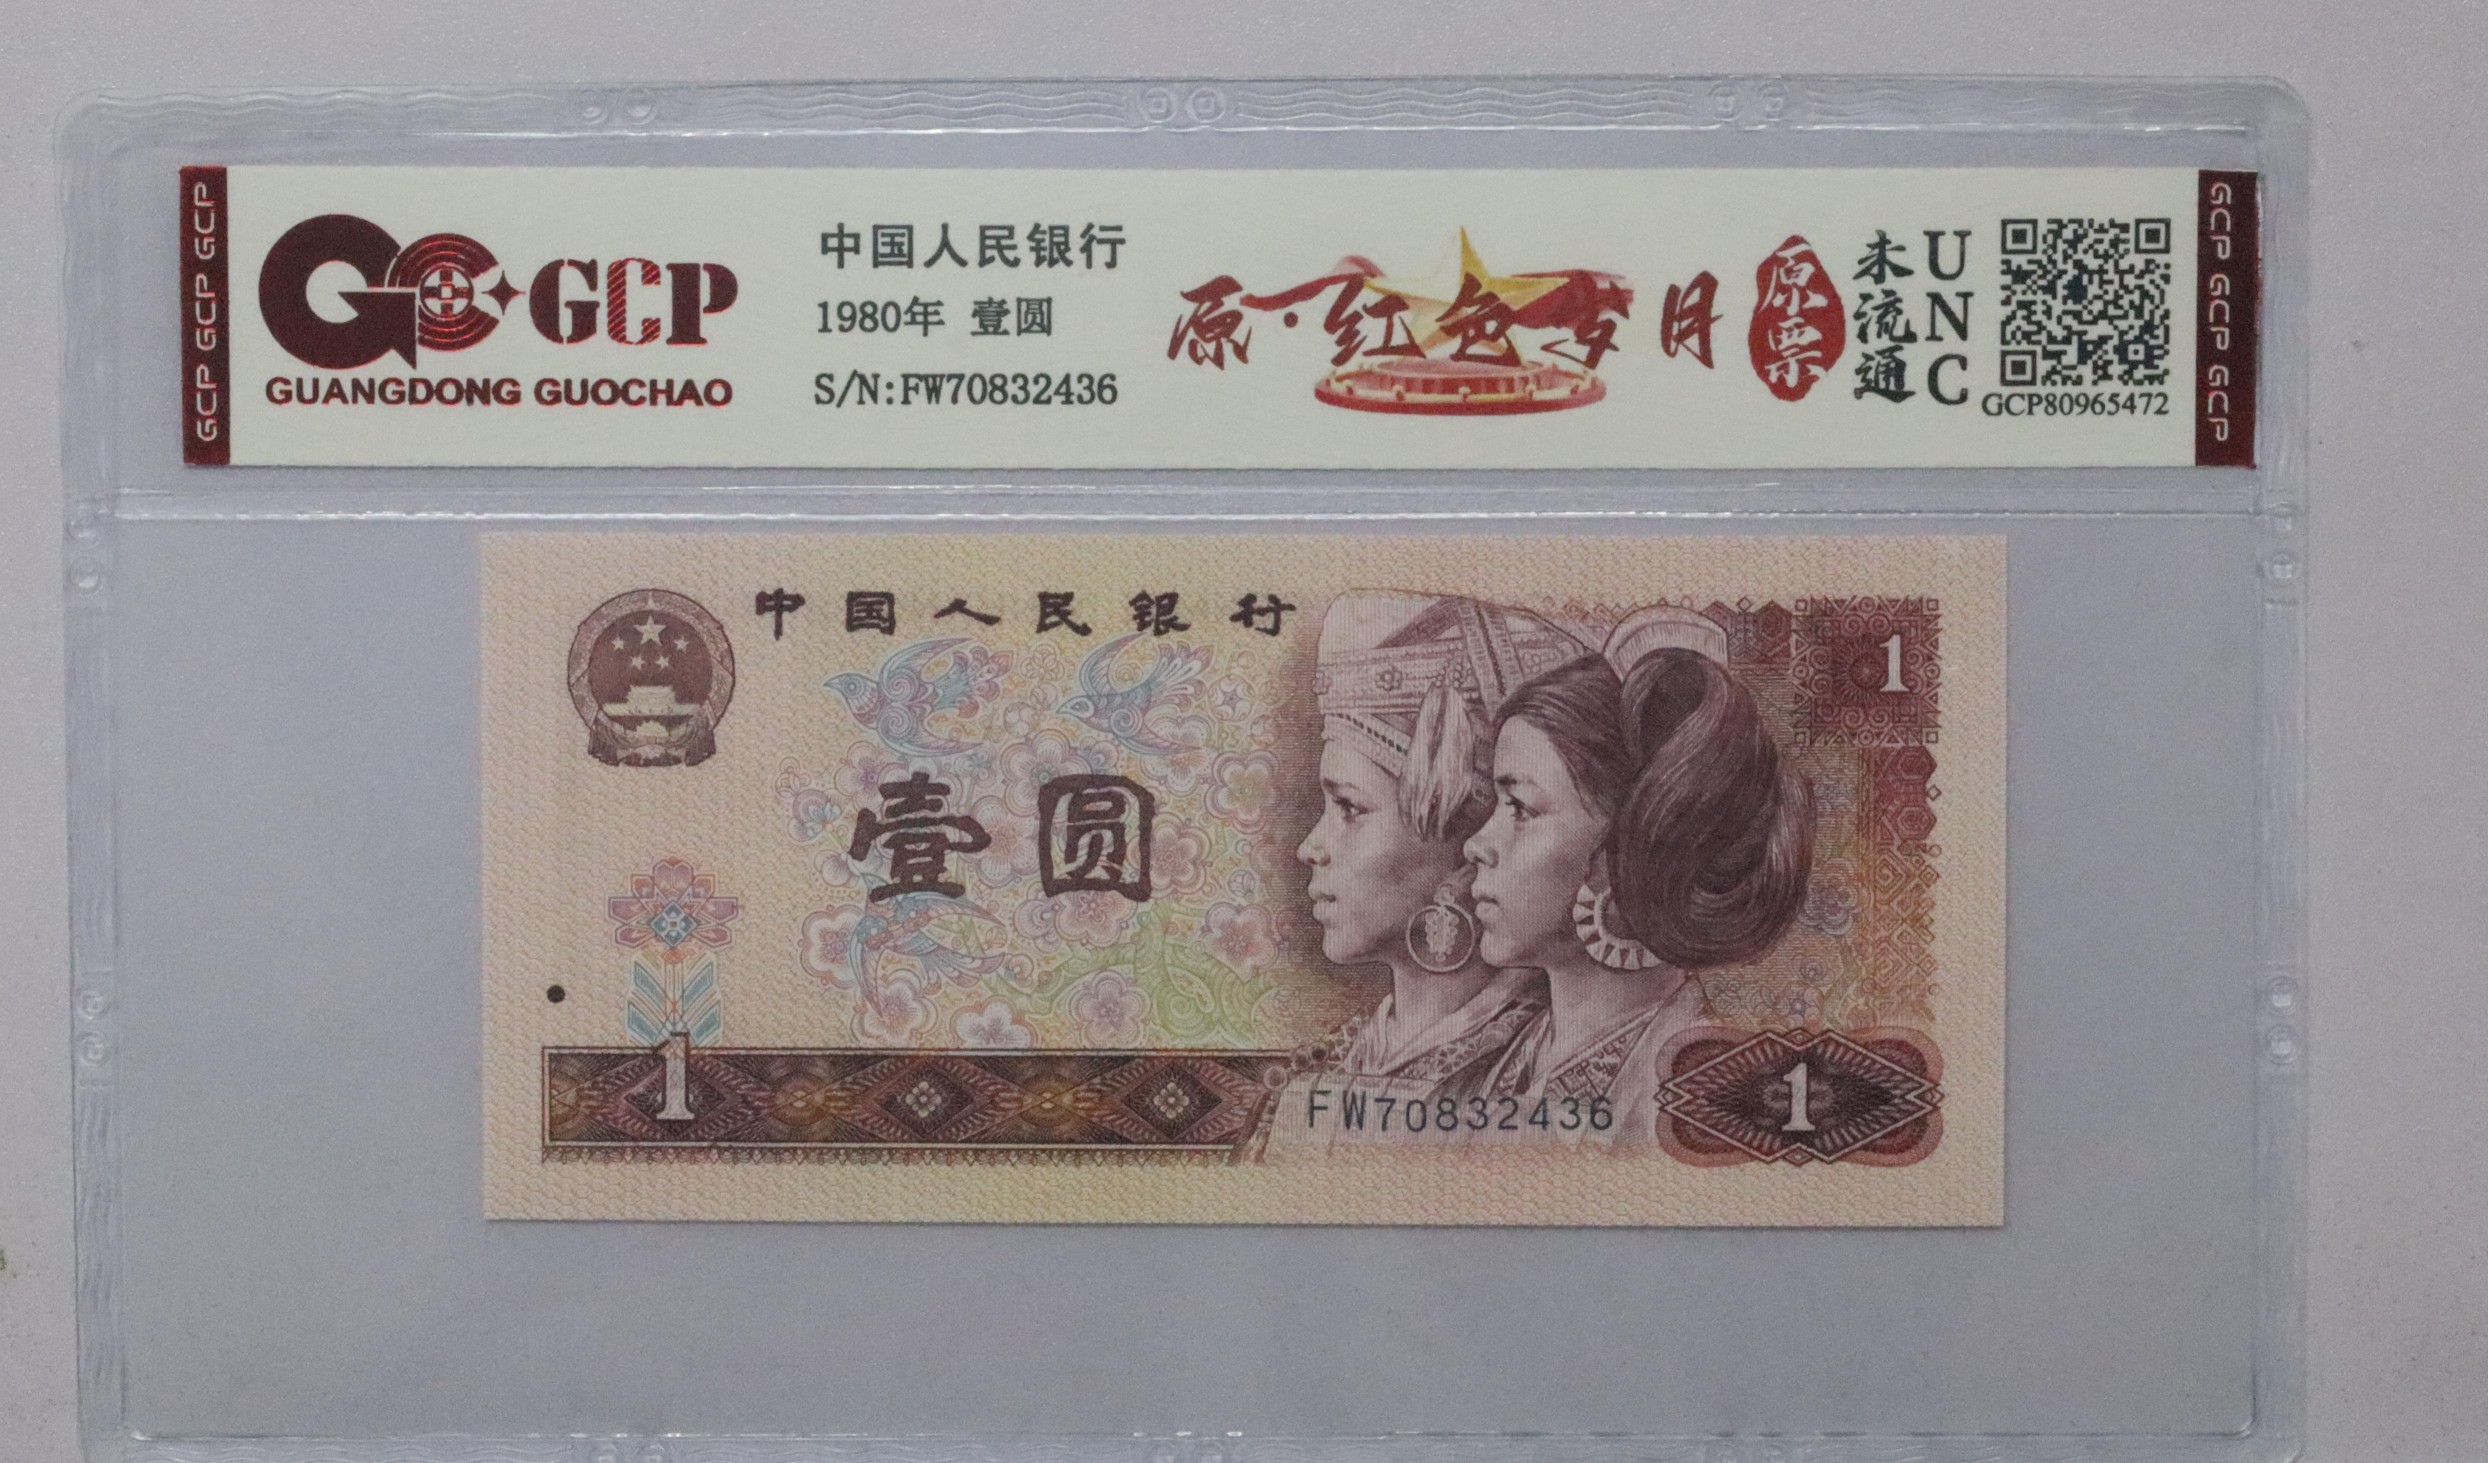 GCP GCP GCP
GCP
GUANGDONG GUOCHAO
中国人民银行
1980年 壹圆
S/N:FW70832436
原·红色岁月
原票
未流通
UNC
GCP80965472
GCP GCP GCP
中国人民银行
1
壹圆
1
FW70832436
1